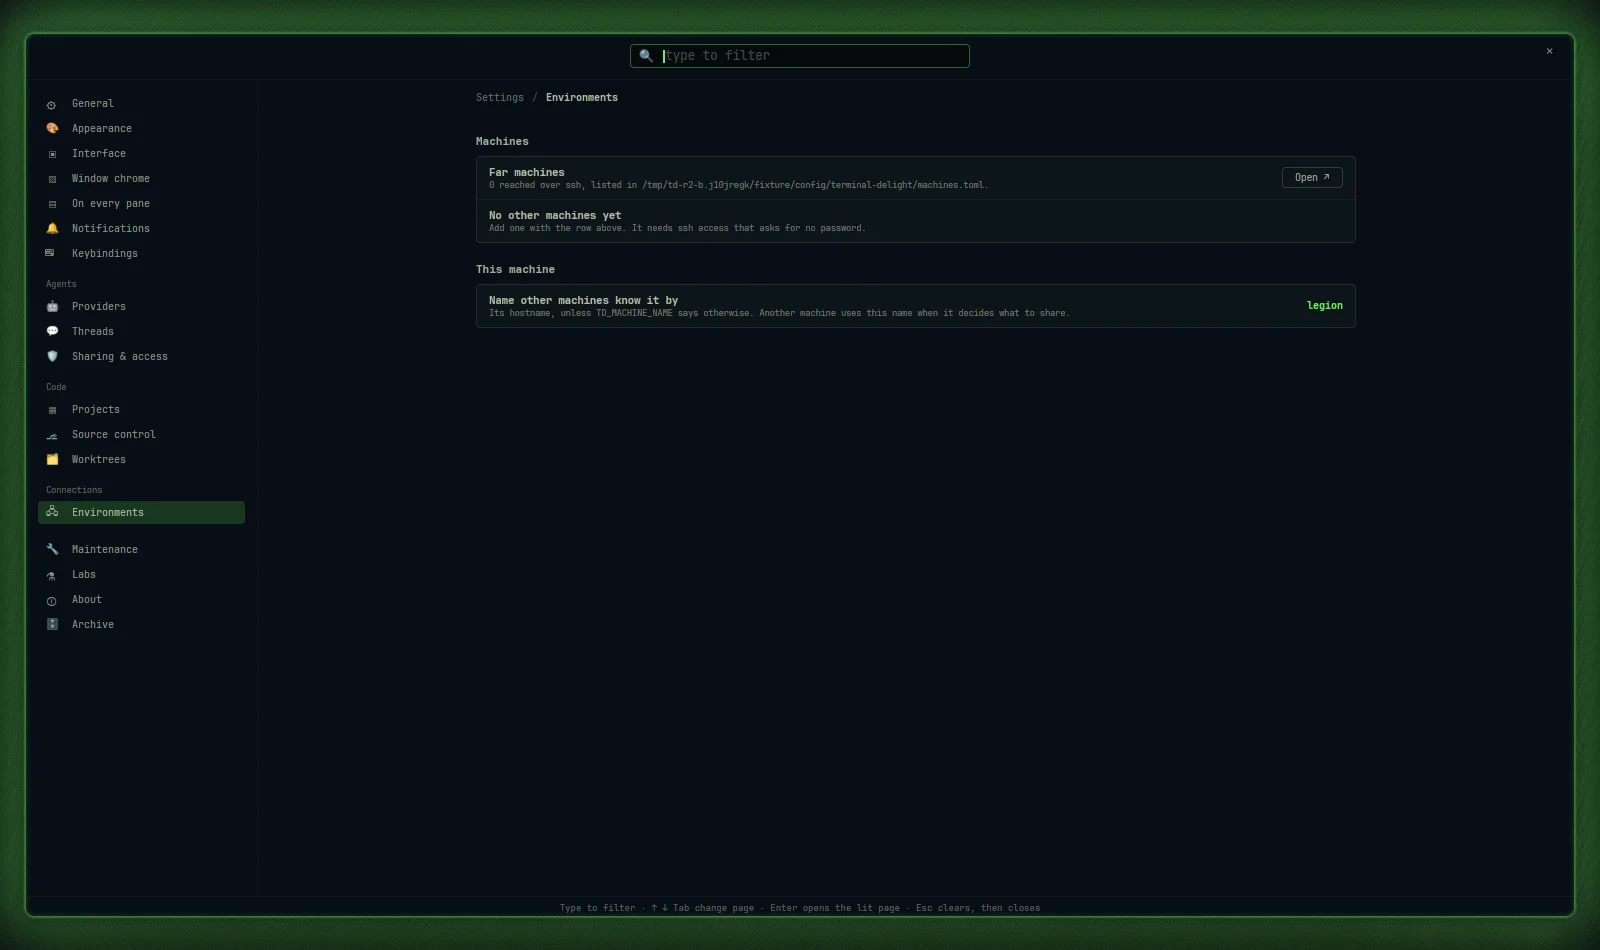 type to filter
×
General
Appearance
Interface
Window chrome
On every pane
Notifications
Keybindings
Agents
Providers
Threads
Sharing & access
Code
Projects
Source control
Worktrees
Connections
Environments
Maintenance
Labs
About
Archive
Settings / Environments
Machines
Far machines
0 reached over ssh, listed in /tmp/td-r2-b.j10jregk/fixture/config/terminal-delight/machines.toml.
Open ↗
No other machines yet
Add one with the row above. It needs ssh access that asks for no password.
This machine
Name other machines know it by
Its hostname, unless TD_MACHINE_NAME says otherwise. Another machine uses this name when it decides what to share.
legion
Type to filter · ↑ ↓ Tab change page · Enter opens the lit page · Esc clears, then closes